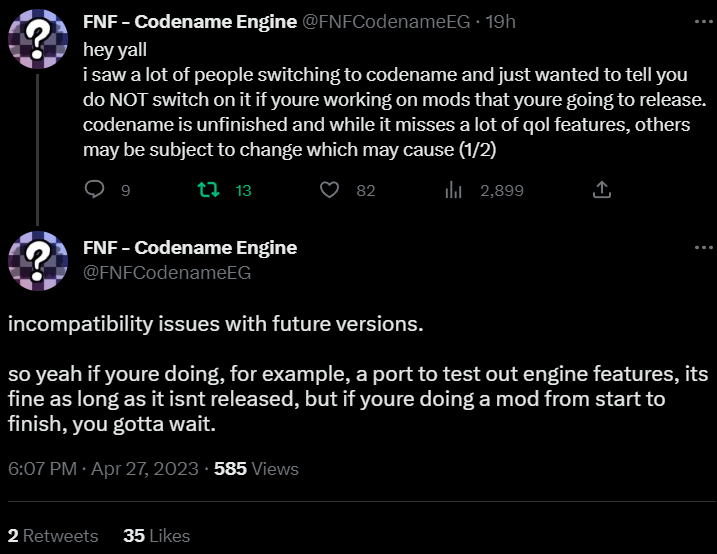 FNF - Codename Engine @FNFCodenameEG · 19h
hey yall
i saw a lot of people switching to codename and just wanted to tell you
do NOT switch on it if youre working on mods that youre going to release.
codename is unfinished and while it misses a lot of qol features, others
may be subject to change which may cause (1/2)
9 13 82 2,899
FNF - Codename Engine
@FNFCodenameEG
incompatibility issues with future versions.
so yeah if youre doing, for example, a port to test out engine features, its
fine as long as it isnt released, but if youre doing a mod from start to
finish, you gotta wait.
6:07 PM · Apr 27, 2023 · 585 Views
2 Retweets 35 Likes